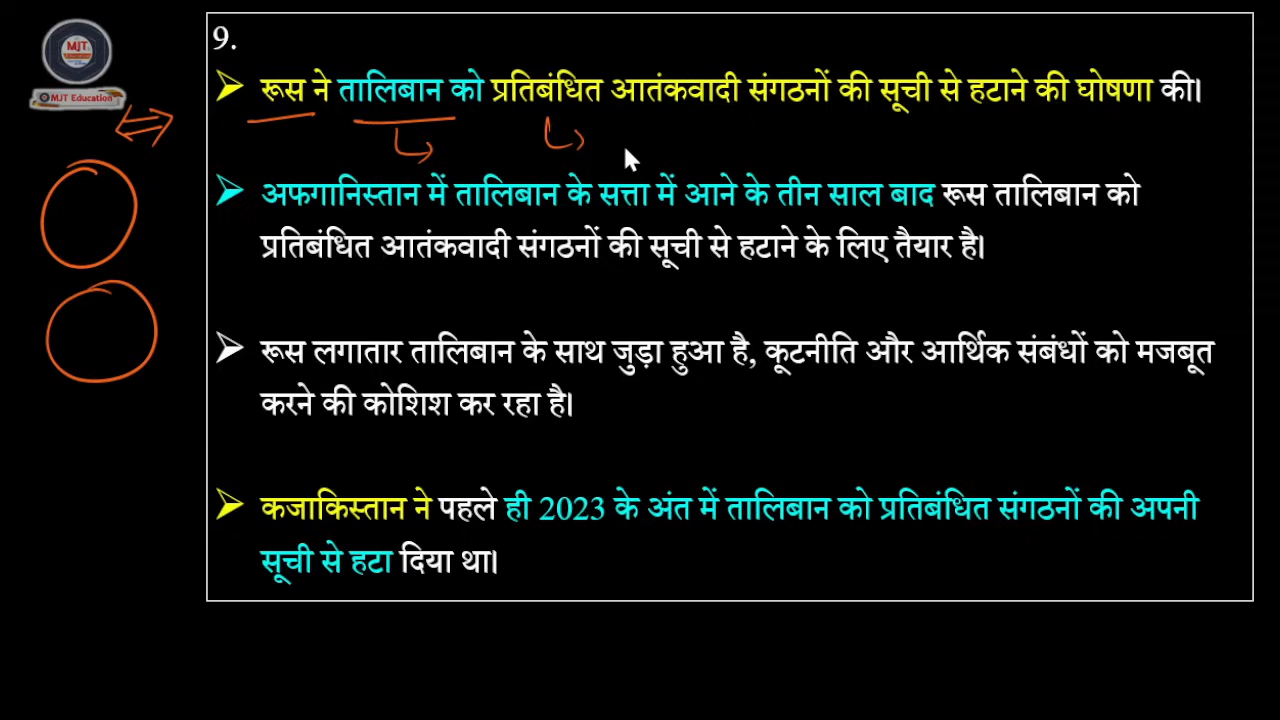 MJT
MJT Education
9.
रूस ने तालिबान को प्रतिबंधित आतंकवादी संगठनों की सूची से हटाने की घोषणा की।
अफगानिस्तान में तालिबान के सत्ता में आने के तीन साल बाद रूस तालिबान को
प्रतिबंधित आतंकवादी संगठनों की सूची से हटाने के लिए तैयार है।
रूस लगातार तालिबान के साथ जुड़ा हुआ है, कूटनीति और आर्थिक संबंधों को मजबूत
करने की कोशिश कर रहा है।
कजाकिस्तान ने पहले ही 2023 के अंत में तालिबान को प्रतिबंधित संगठनों की अपनी
सूची से हटा दिया था।